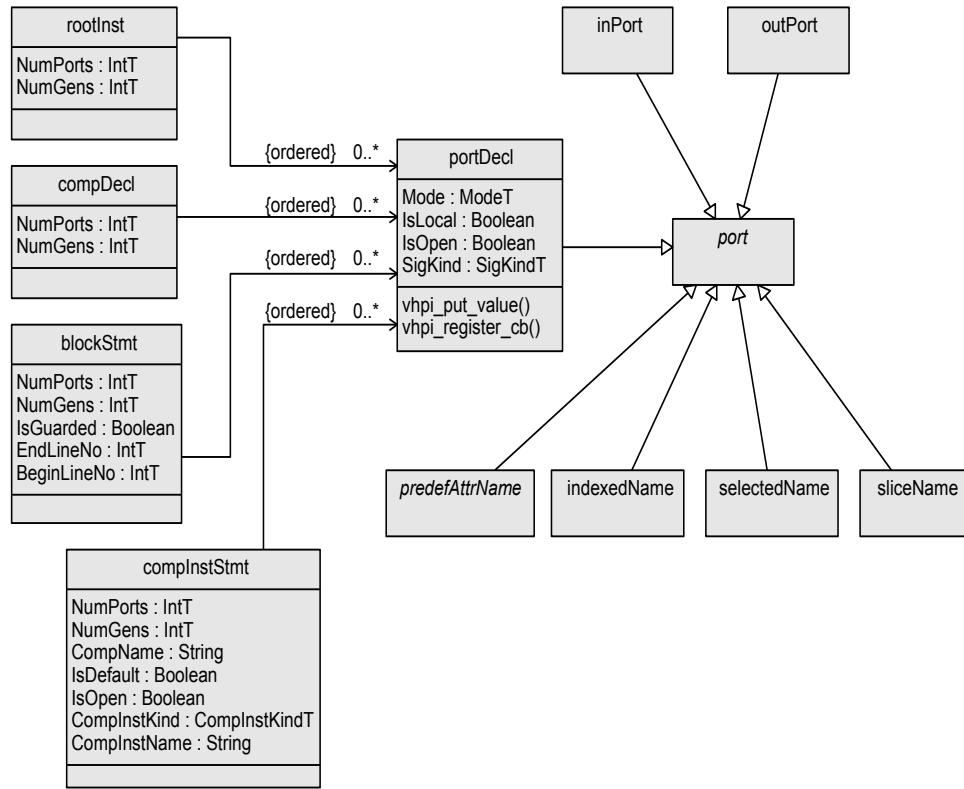 rootInst
NumPorts : IntT
NumGens : IntT
inPort
outPort
{ordered} 0..*
compDecl
NumPorts : IntT
NumGens : IntT
{ordered} 0..*
{ordered} 0..*
{ordered} 0..*
portDecl
Mode : ModeT
IsLocal : Boolean
IsOpen : Boolean
SigKind : SigKindT
vhpi_put_value()
vhpi_register_cb()
port
blockStmt
NumPorts : IntT
NumGens : IntT
IsGuarded : Boolean
EndLineNo : IntT
BeginLineNo : IntT
predefAttrName
indexedName
selectedName
sliceName
compInstStmt
NumPorts : IntT
NumGens : IntT
CompName : String
IsDefault : Boolean
IsOpen : Boolean
CompInstKind : CompInstKindT
CompInstName : String